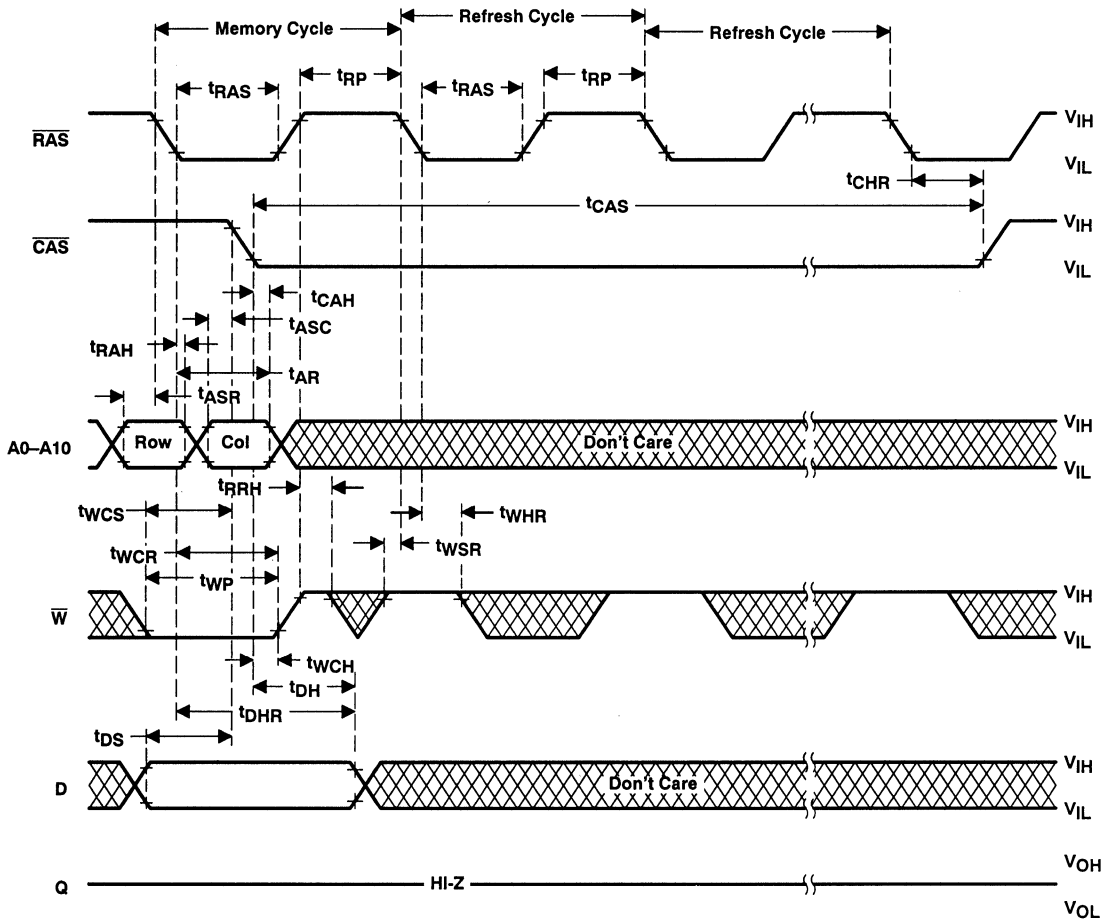 Memory Cycle
Refresh Cycle
Refresh Cycle
tRAS
tRP
tRAS
tRP
RAS
VIH
VIL
tCHR
tCAS
CAS
VIH
VIL
tCAH
tASC
tRAH
tAR
tASR
A0–A10
Row
Col
Don't Care
VIH
VIL
tRRH
tWCS
tWHR
tWSR
tWCR
tWP
W
VIH
VIL
tWCH
tDH
tDHR
tDS
D
Don't Care
VIH
VIL
Q
HI-Z
VOH
VOL